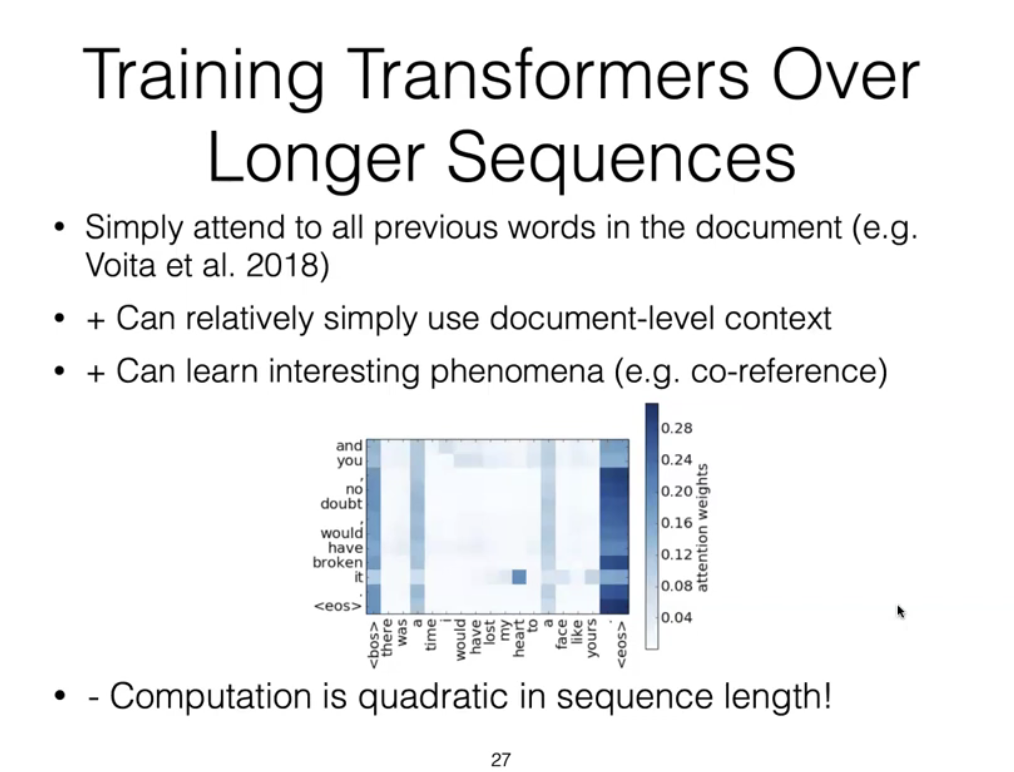 Training Transformers Over
Longer Sequences
• Simply attend to all previous words in the document (e.g.
Voita et al. 2018)
• + Can relatively simply use document-level context
• + Can learn interesting phenomena (e.g. co-reference)
and
you
,
no
doubt
,
would
have
broken
it
.
<eos>
<bos>
there
was
a
time
i
would
have
lost
my
heart
to
a
face
like
yours
.
<eos>
0.28
0.24
0.20
0.16
0.12
0.08
0.04
attention weights
• - Computation is quadratic in sequence length!
27